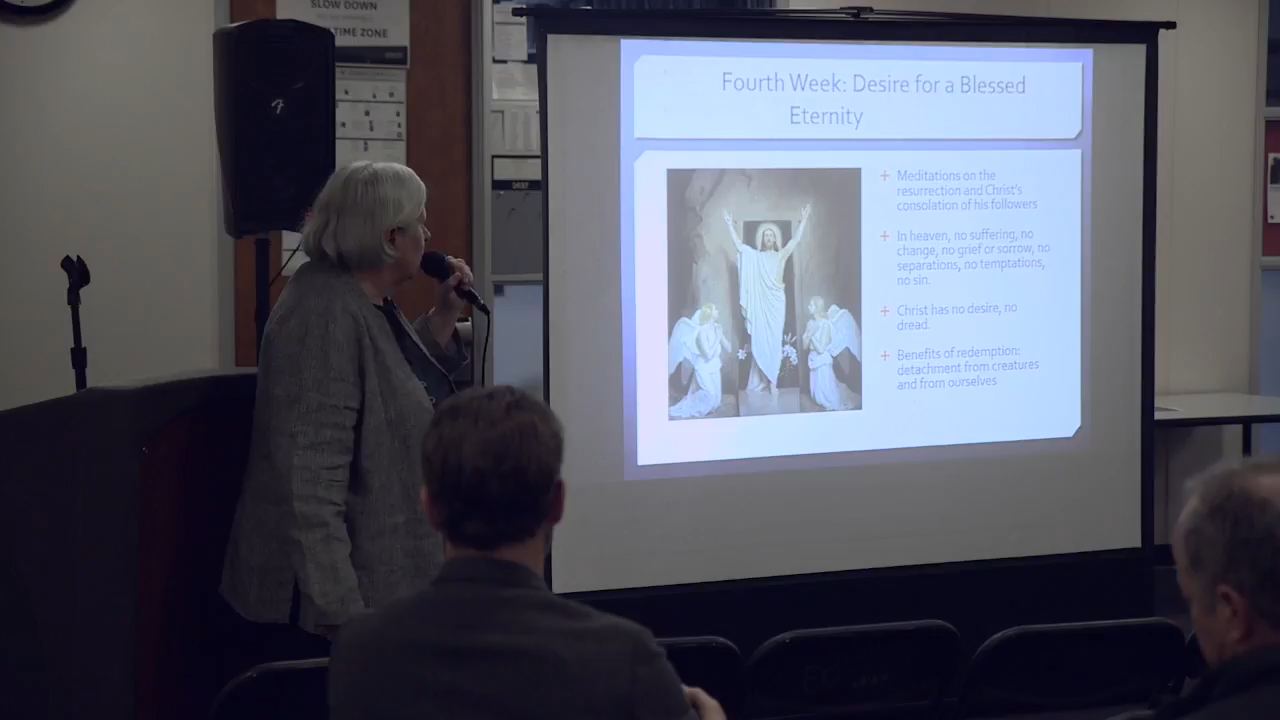 SLOW DOWN
TIME ZONE
Fourth Week: Desire for a Blessed
Eternity
+ Meditations on the
resurrection and Christ's
consolation of his followers
+ In heaven, no suffering, no
change, no grief or sorrow, no
separations, no temptations,
no sin.
+ Christ has no desire, no
dread.
+ Benefits of redemption:
detachment from creatures
and from ourselves